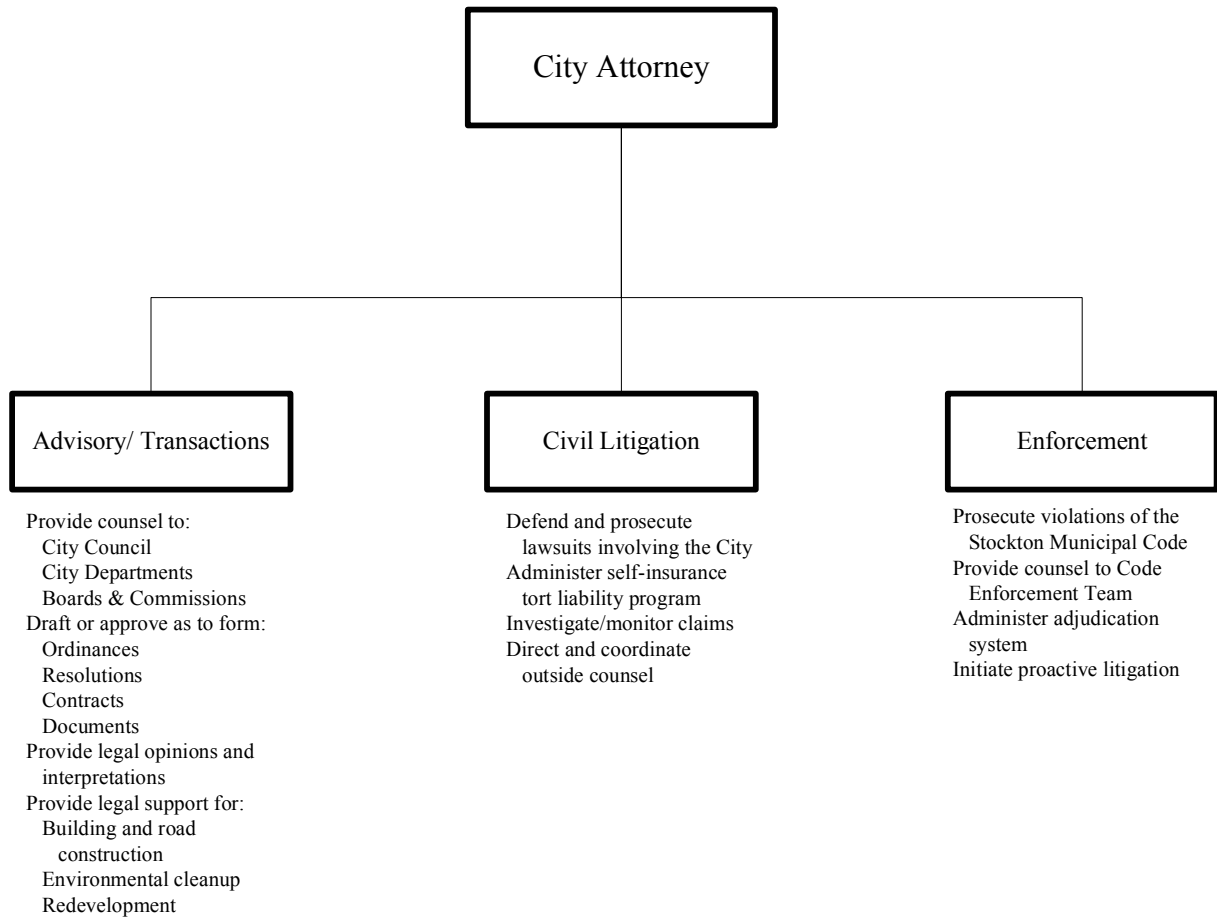 City Attorney
Advisory/ Transactions
Provide counsel to:
City Council
City Departments
Boards & Commissions
Draft or approve as to form:
Ordinances
Resolutions
Contracts
Documents
Provide legal opinions and
interpretations
Provide legal support for:
Building and road
construction
Environmental cleanup
Redevelopment
Civil Litigation
Defend and prosecute
lawsuits involving the City
Administer self-insurance
tort liability program
Investigate/monitor claims
Direct and coordinate
outside counsel
Enforcement
Prosecute violations of the
Stockton Municipal Code
Provide counsel to Code
Enforcement Team
Administer adjudication
system
Initiate proactive litigation